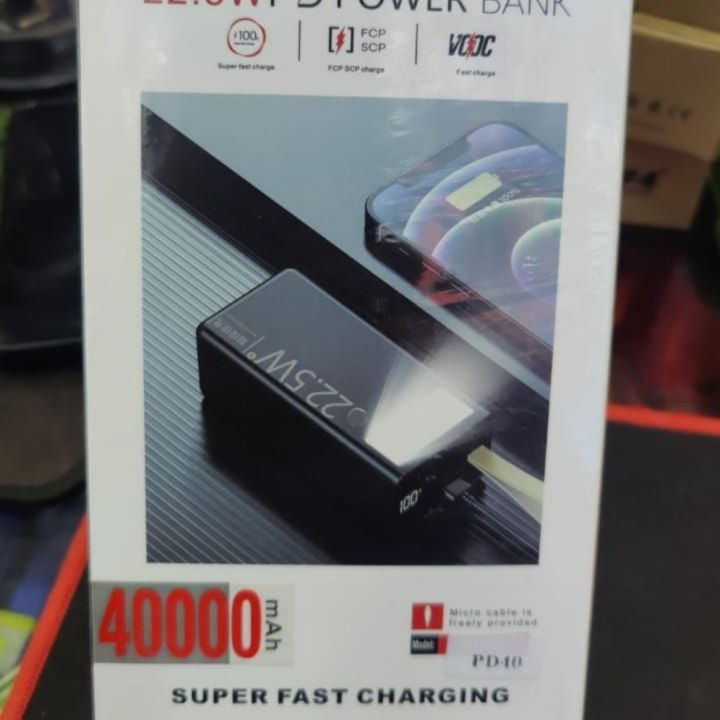 22.5W PD POWER BANK
100
Super fast charge
FCP
SCP
FCP SCP charge
VOOC
Fast charge
22.5W
100
40000 mAh
Micro cable is
freely provided
Model:
PD40
SUPER FAST CHARGING